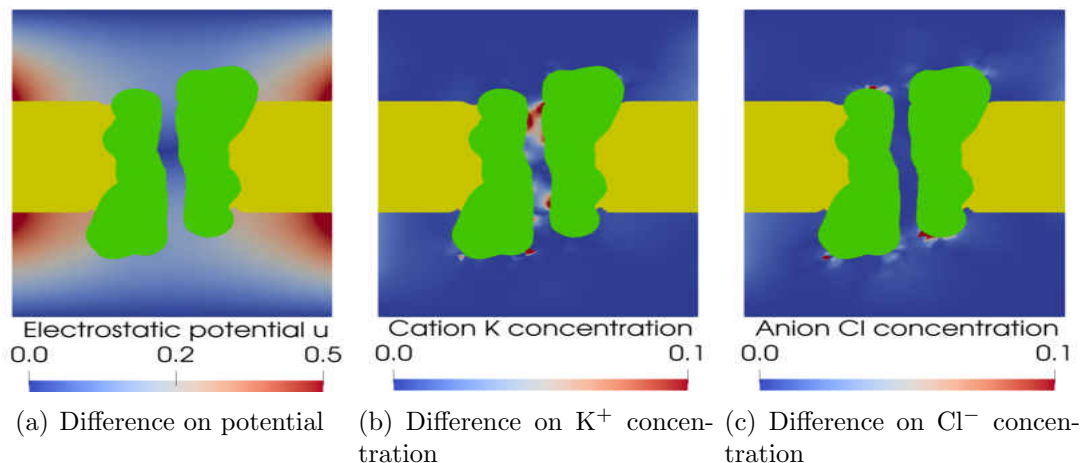 Electrostatic potential u
0.0 0.2 0.5
Cation K concentration
0.0 0.1
Anion Cl concentration
0.0 0.1
(a) Difference on potential
(b) Difference on K⁺ concen-
tration
(c) Difference on Cl⁻ concen-
tration